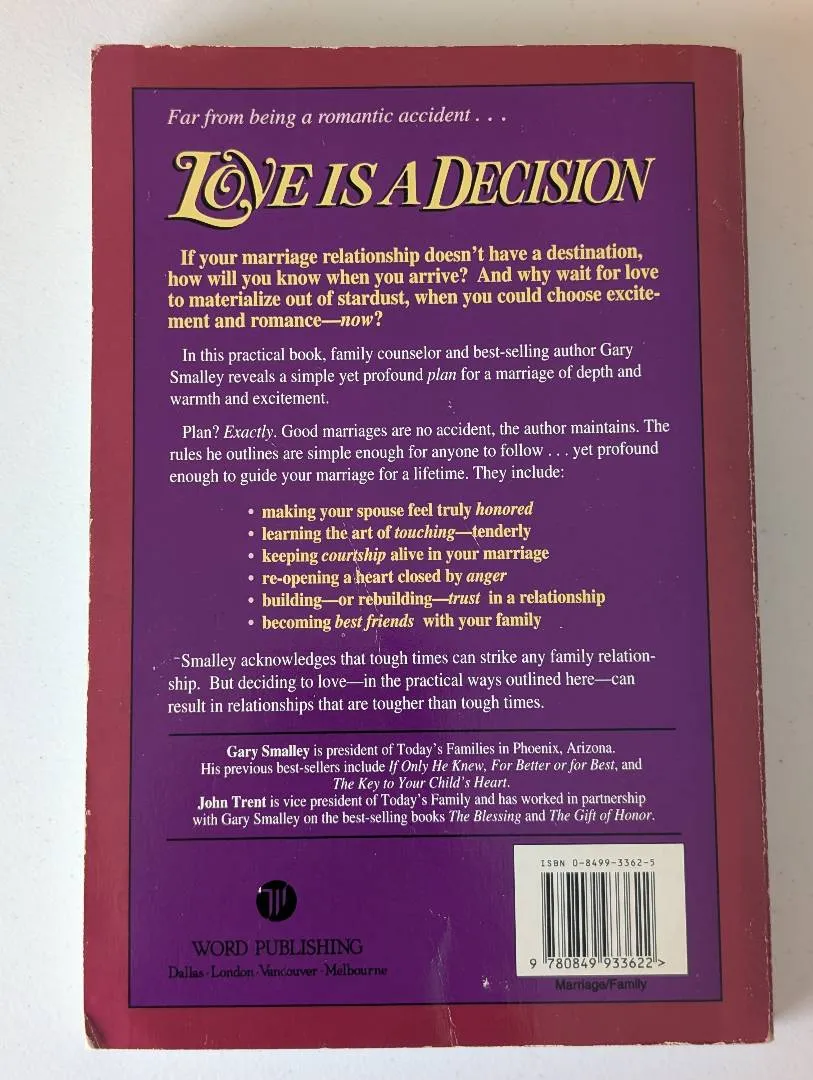 Far from being a romantic accident . . .
LOVE IS A DECISION
If your marriage relationship doesn't have a destination,
how will you know when you arrive? And why wait for love
to materialize out of stardust, when you could choose excite-
ment and romance—now?
In this practical book, family counselor and best-selling author Gary
Smalley reveals a simple yet profound plan for a marriage of depth and
warmth and excitement.
Plan? Exactly. Good marriages are no accident, the author maintains. The
rules he outlines are simple enough for anyone to follow . . . yet profound
enough to guide your marriage for a lifetime. They include:
• making your spouse feel truly honored
• learning the art of touching—tenderly
• keeping courtship alive in your marriage
• re-opening a heart closed by anger
• building—or rebuilding—trust in a relationship
• becoming best friends with your family
Smalley acknowledges that tough times can strike any family relation-
ship. But deciding to love—in the practical ways outlined here—can
result in relationships that are tougher than tough times.
Gary Smalley is president of Today's Families in Phoenix, Arizona.
His previous best-sellers include If Only He Knew, For Better or for Best, and
The Key to Your Child's Heart.
John Trent is vice president of Today's Family and has worked in partnership
with Gary Smalley on the best-selling books The Blessing and The Gift of Honor.
ISBN 0-8499-3362-5
9 780849 933622 >
Marriage/Family
W
WORD PUBLISHING
Dallas · London · Vancouver · Melbourne